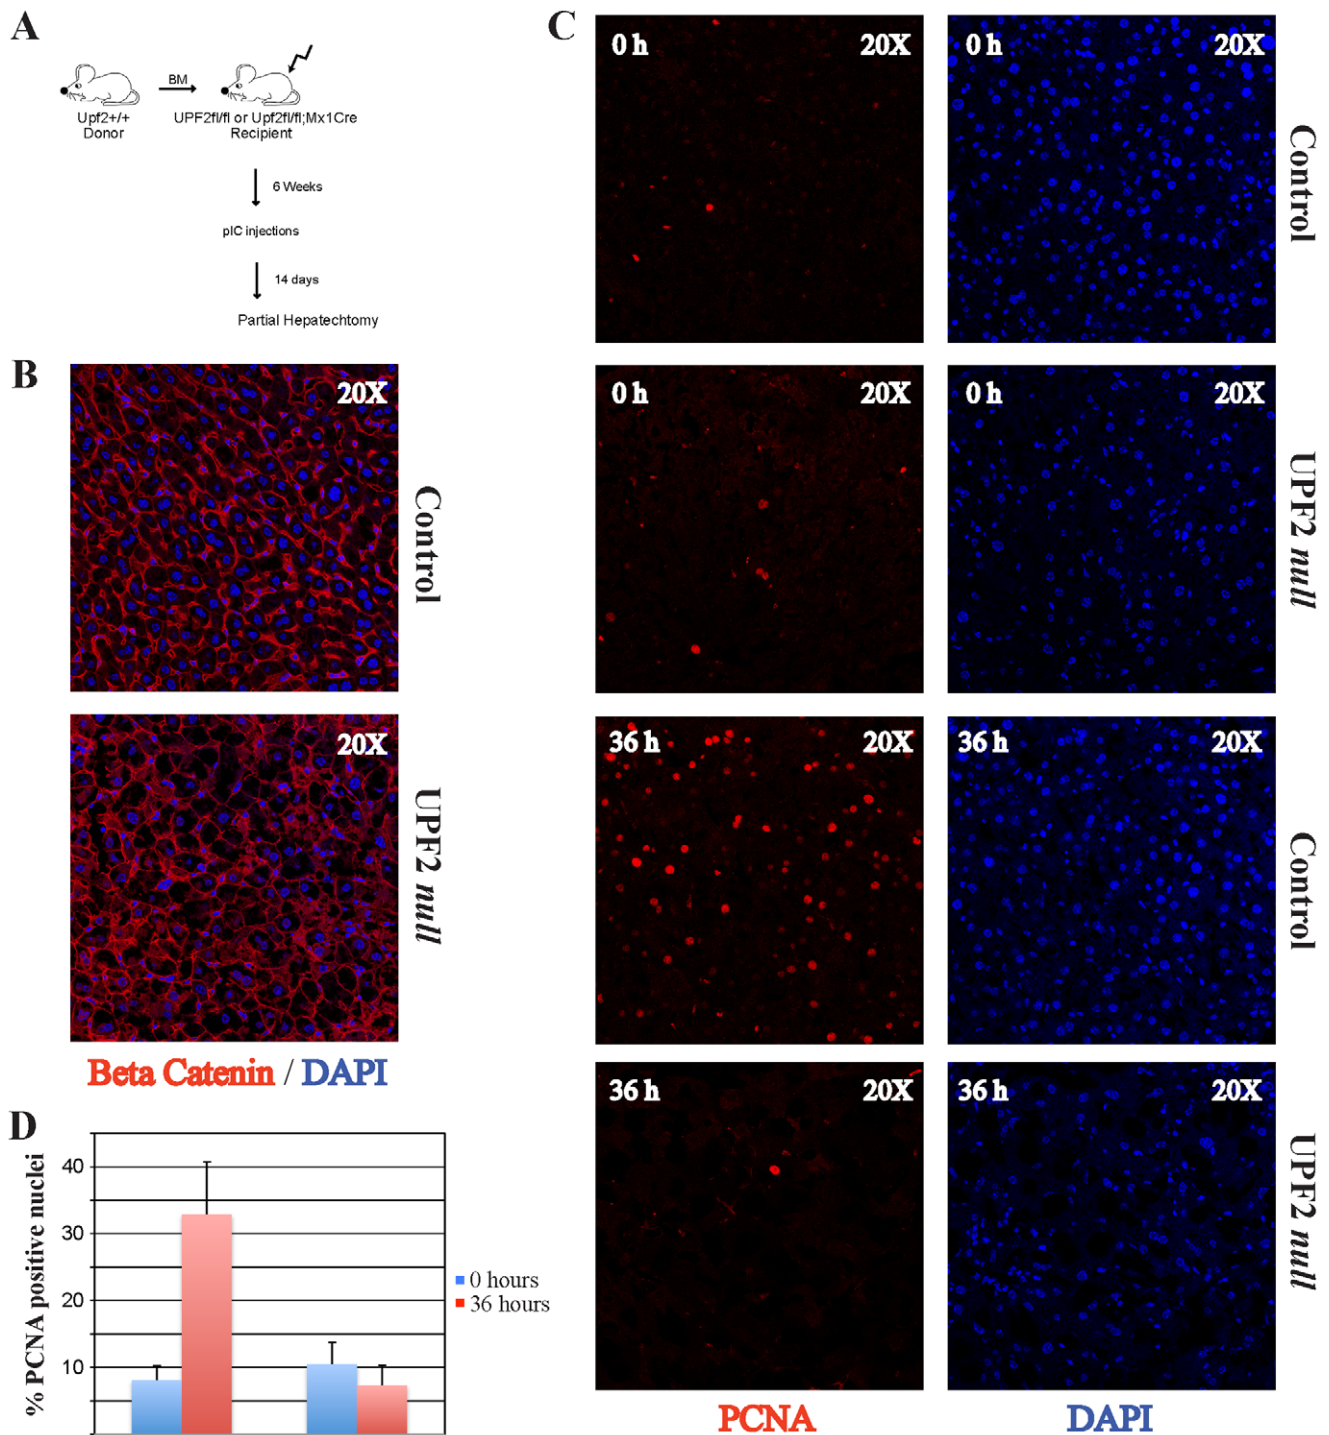 A
BM
Upf2+/+
Donor
UPF2fl/fl or Upf2fl/fl;Mx1Cre
Recipient
6 Weeks
pIC injections
14 days
Partial Hepatechtomy
B
20X
Control
20X
UPF2 null
Beta Catenin / DAPI
C
0 h 20X
0 h 20X
Control
0 h 20X
0 h 20X
UPF2 null
36 h 20X
36 h 20X
Control
36 h 20X
36 h 20X
UPF2 null
PCNA
DAPI
D
% PCNA positive nuclei
40
30
20
10
0 hours
36 hours